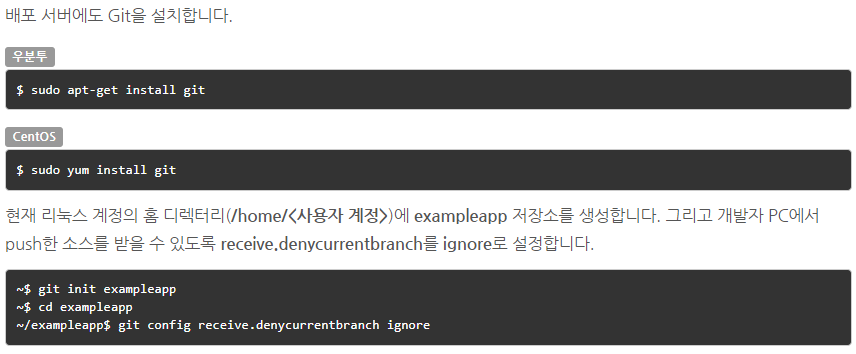 배포 서버에도 Git을 설치합니다.
우분투
$ sudo apt-get install git
CentOS
$ sudo yum install git
현재 리눅스 계정의 홈 디렉터리(/home/<사용자 계정>)에 exampleapp 저장소를 생성합니다. 그리고 개발자 PC에서
push한 소스를 받을 수 있도록 receive.denycurrentbranch를 ignore로 설정합니다.
~$ git init exampleapp
~$ cd exampleapp
~/exampleapp$ git config receive.denycurrentbranch ignore